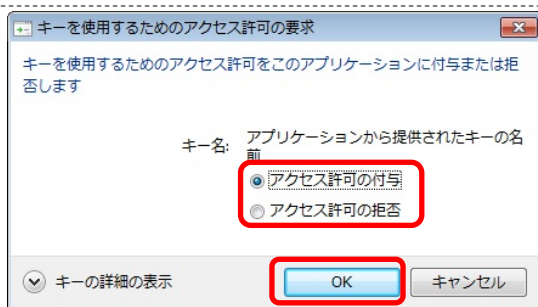 キーを使用するためのアクセス許可の要求
キーを使用するためのアクセス許可をこのアプリケーションに付与または拒
否します
キー名: アプリケーションから提供されたキーの名
前
アクセス許可の付与
アクセス許可の拒否
キーの詳細の表示 OK キャンセル